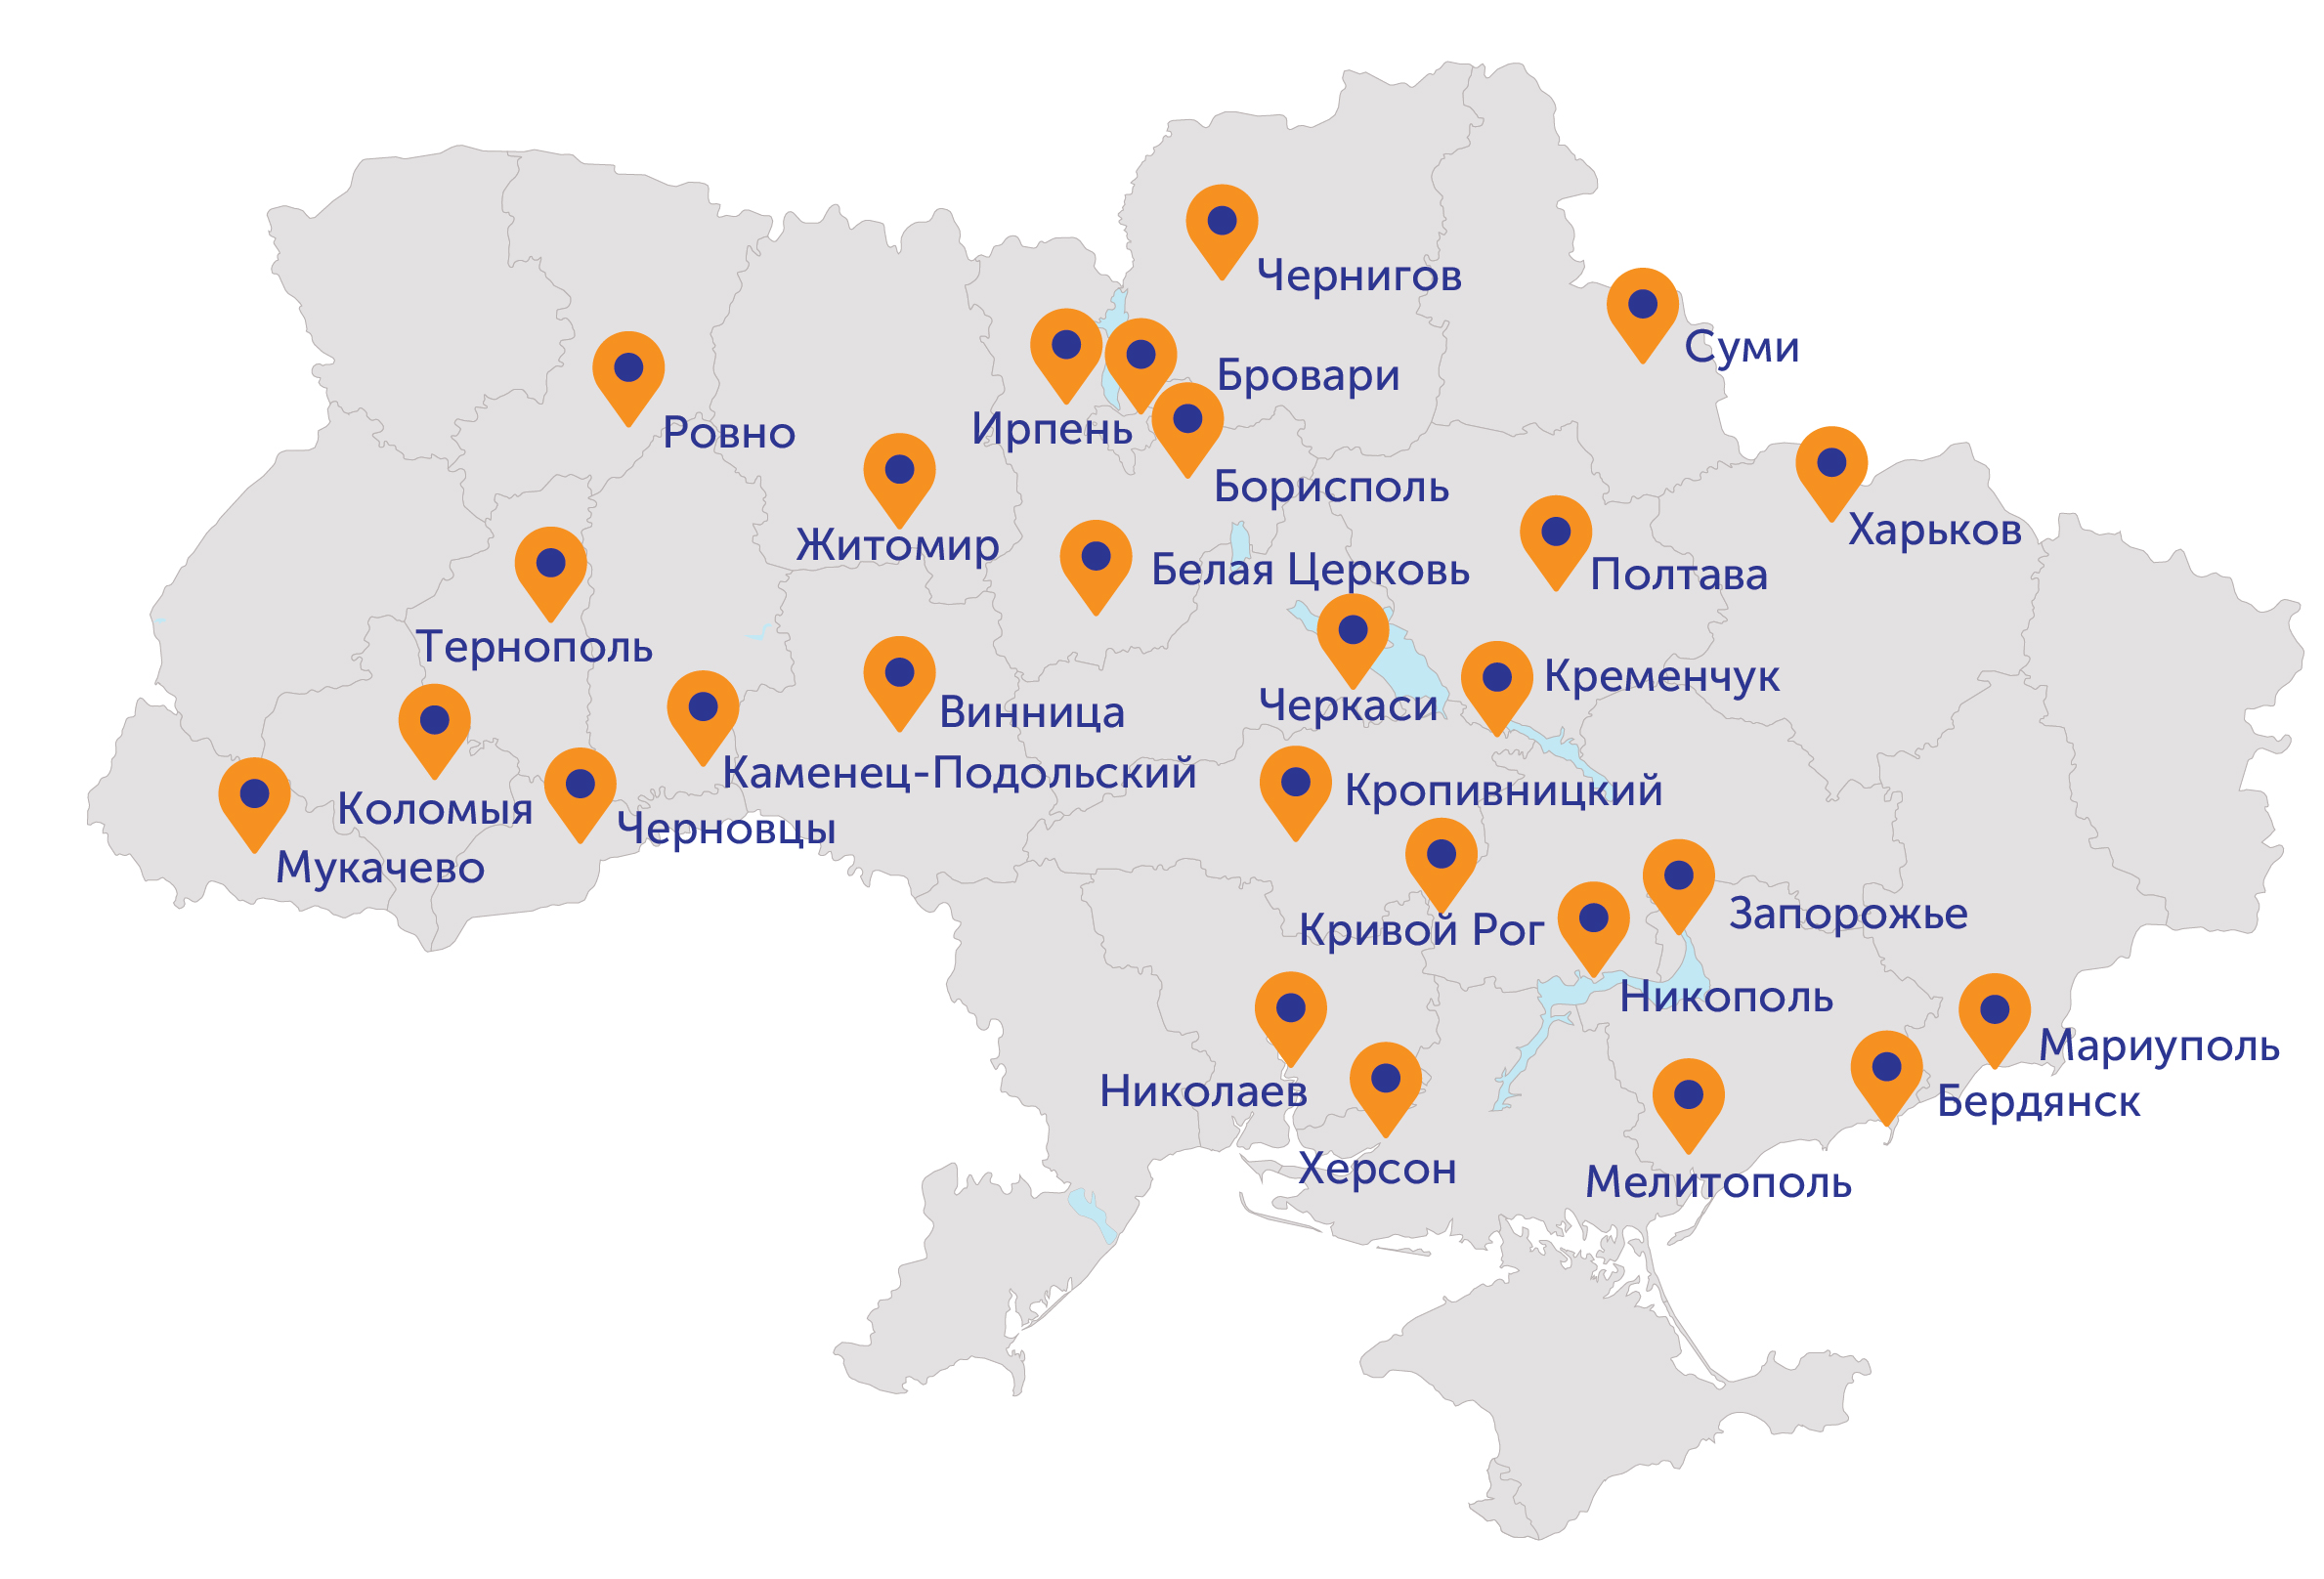 Чернигов
Суми
Бровари
Ирпень
Ровно
Борисполь
Харьков
Житомир
Белая Церковь
Полтава
Тернополь
Кременчук
Черкаси
Винница
Каменец-Подольский
Кропивницкий
Коломыя
Черновцы
Мукачево
Запорожье
Кривой Рог
Никополь
Мариуполь
Николаев
Бердянск
Херсон
Мелитополь